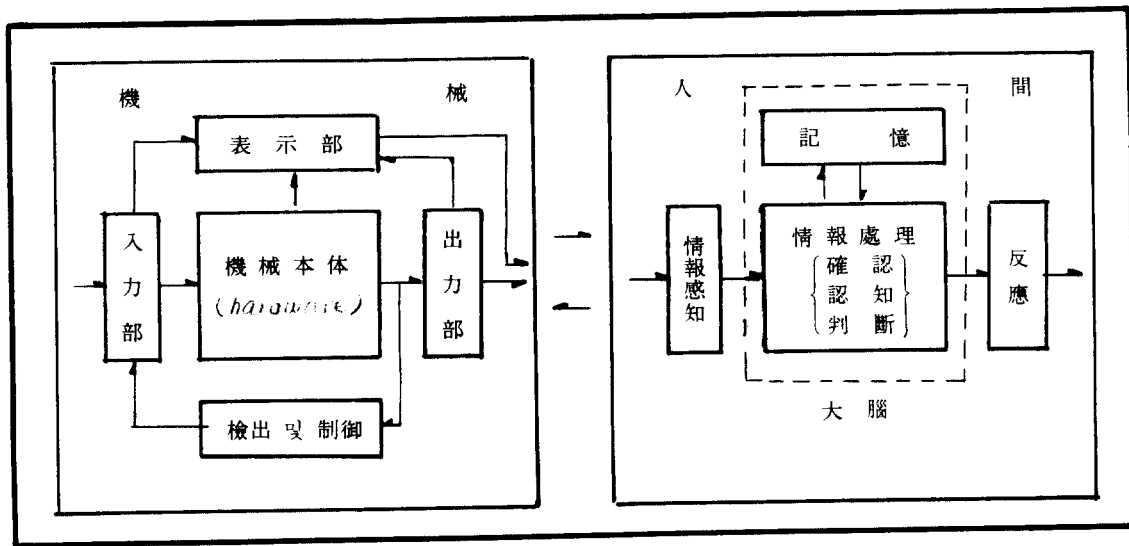 機 械
表 示 部
入力部
機 械 本 体
(hardware)
出力部
檢出 및 制御
人 間
記 憶
情報感知
情 報 處 理
確 認
認 知
判 斷
反應
大 腦